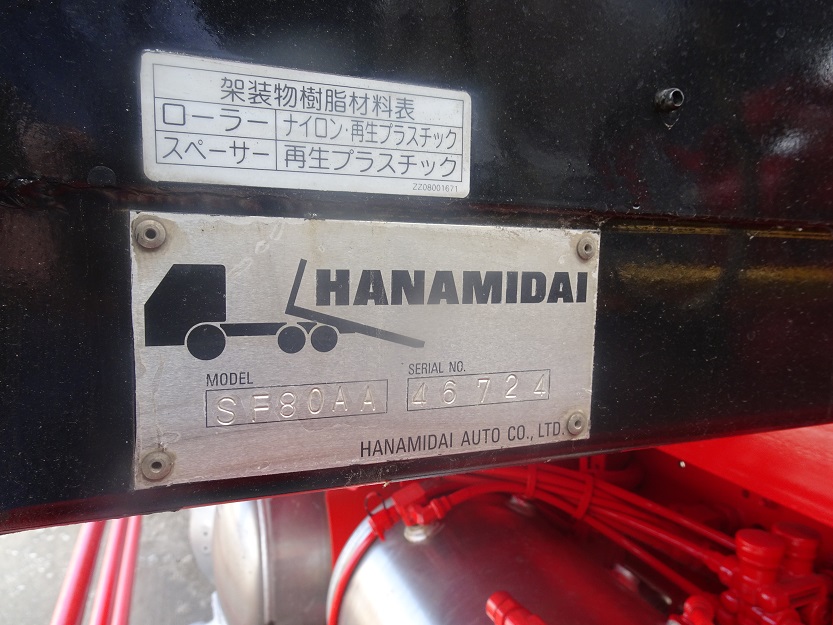 架装物樹脂材料表
ローラー ナイロン・再生プラスチック
スペーサー 再生プラスチック
ZZ08001671
HANAMIDAI
MODEL SERIAL NO.
SF80AA 46724
HANAMIDAI AUTO CO., LTD.